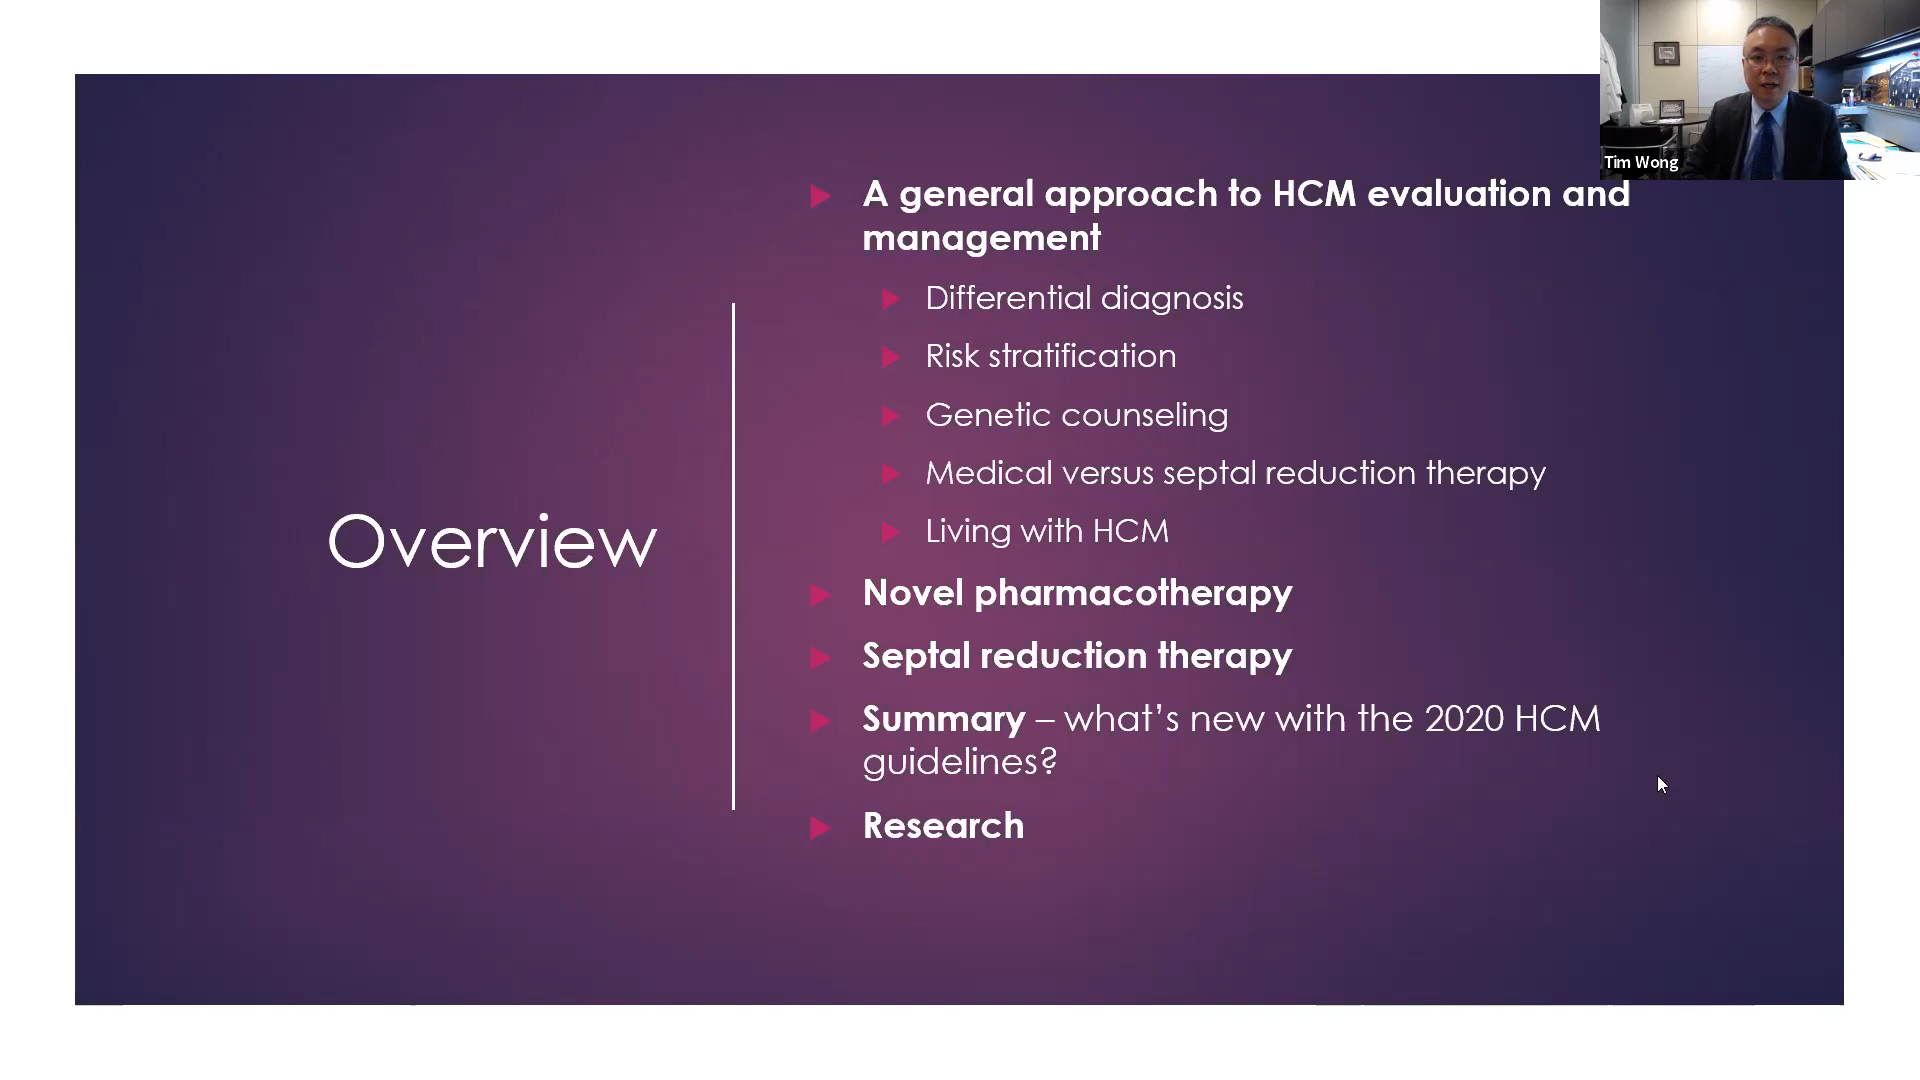 Tim Wong
Overview
A general approach to HCM evaluation and
management
Differential diagnosis
Risk stratification
Genetic counseling
Medical versus septal reduction therapy
Living with HCM
Novel pharmacotherapy
Septal reduction therapy
Summary – what's new with the 2020 HCM
guidelines?
Research